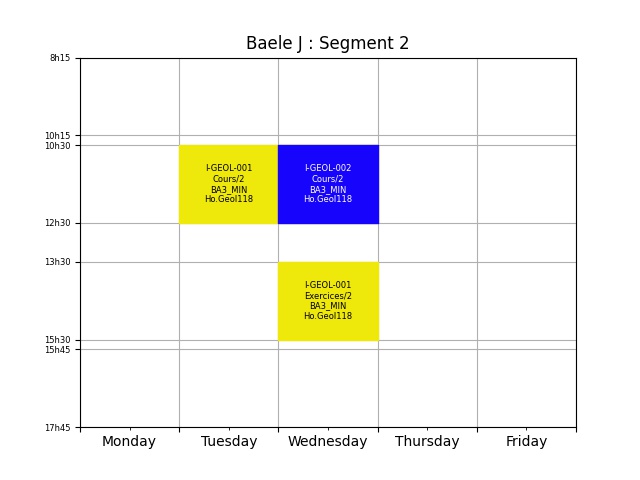 Baele J : Segment 2
8h15
10h15
10h30
I-GEOL-001
Cours/2
BA3_MIN
Ho.Geol118
I-GEOL-002
Cours/2
BA3_MIN
Ho.Geol118
12h30
13h30
I-GEOL-001
Exercices/2
BA3_MIN
Ho.Geol118
15h30
15h45
17h45
Monday Tuesday Wednesday Thursday Friday